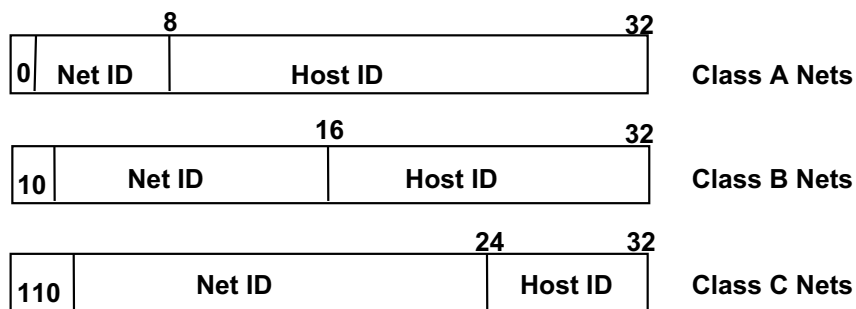 8 32
0 Net ID Host ID Class A Nets
16 32
10 Net ID Host ID Class B Nets
24 32
110 Net ID Host ID Class C Nets